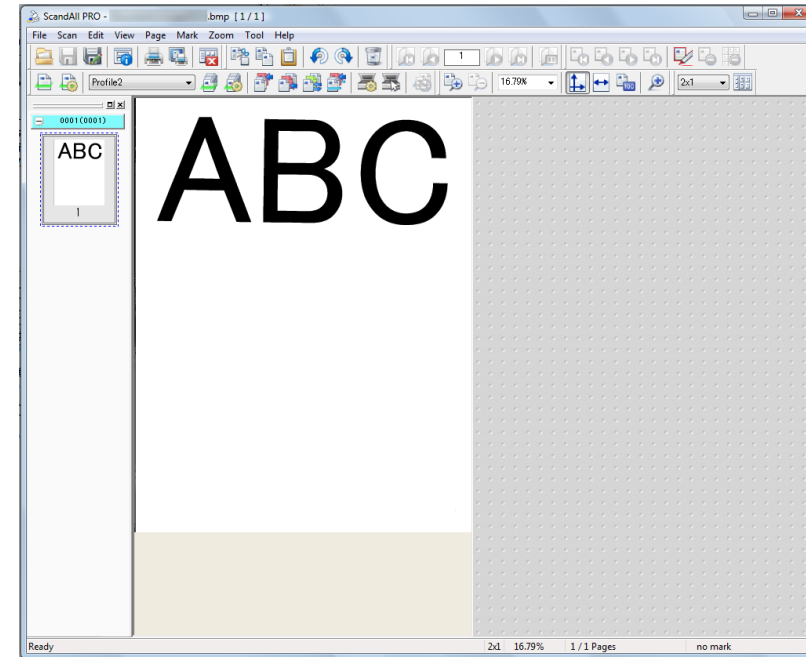 ScandAll PRO - .bmp [1/1]
File Scan Edit View Page Mark Zoom Tool Help
1
Profile2 16.79% 100 2x1
0001(0001)
ABC
1
ABC
Ready 2x1 16.79% 1 / 1 Pages no mark